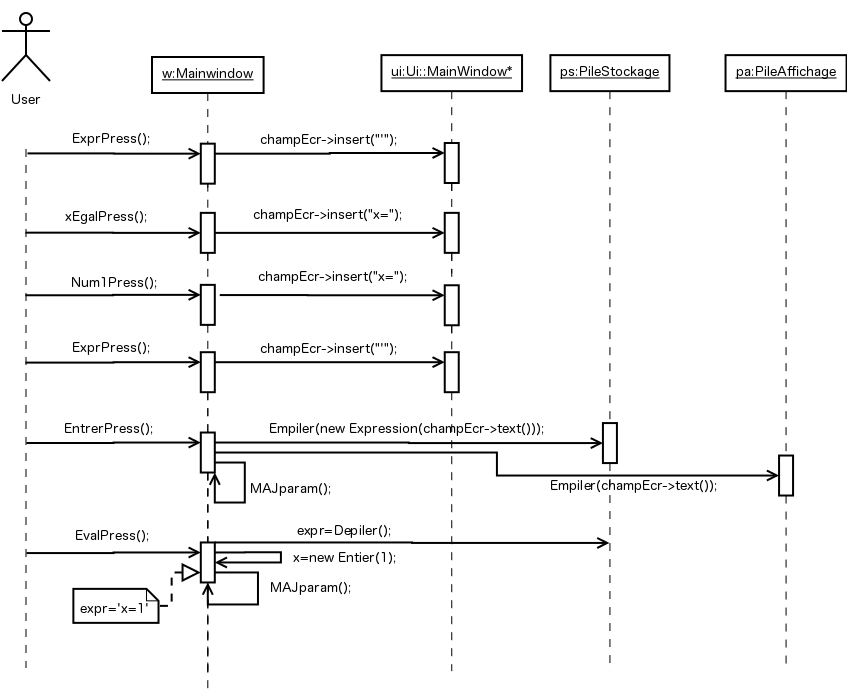 User
w:Mainwindow
ui:Ui::MainWindow*
ps:PileStockage
pa:PileAffichage
ExprPress();
champEcr->insert("'");
xEgalPress();
champEcr->insert("x=");
Num1Press();
champEcr->insert("x=");
ExprPress();
champEcr->insert("'");
EntrerPress();
Empiler(new Expression(champEcr->text()));
Empiler(champEcr->text());
MAJparam();
EvalPress();
expr=Depiler();
x=new Entier(1);
MAJparam();
expr='x=1'